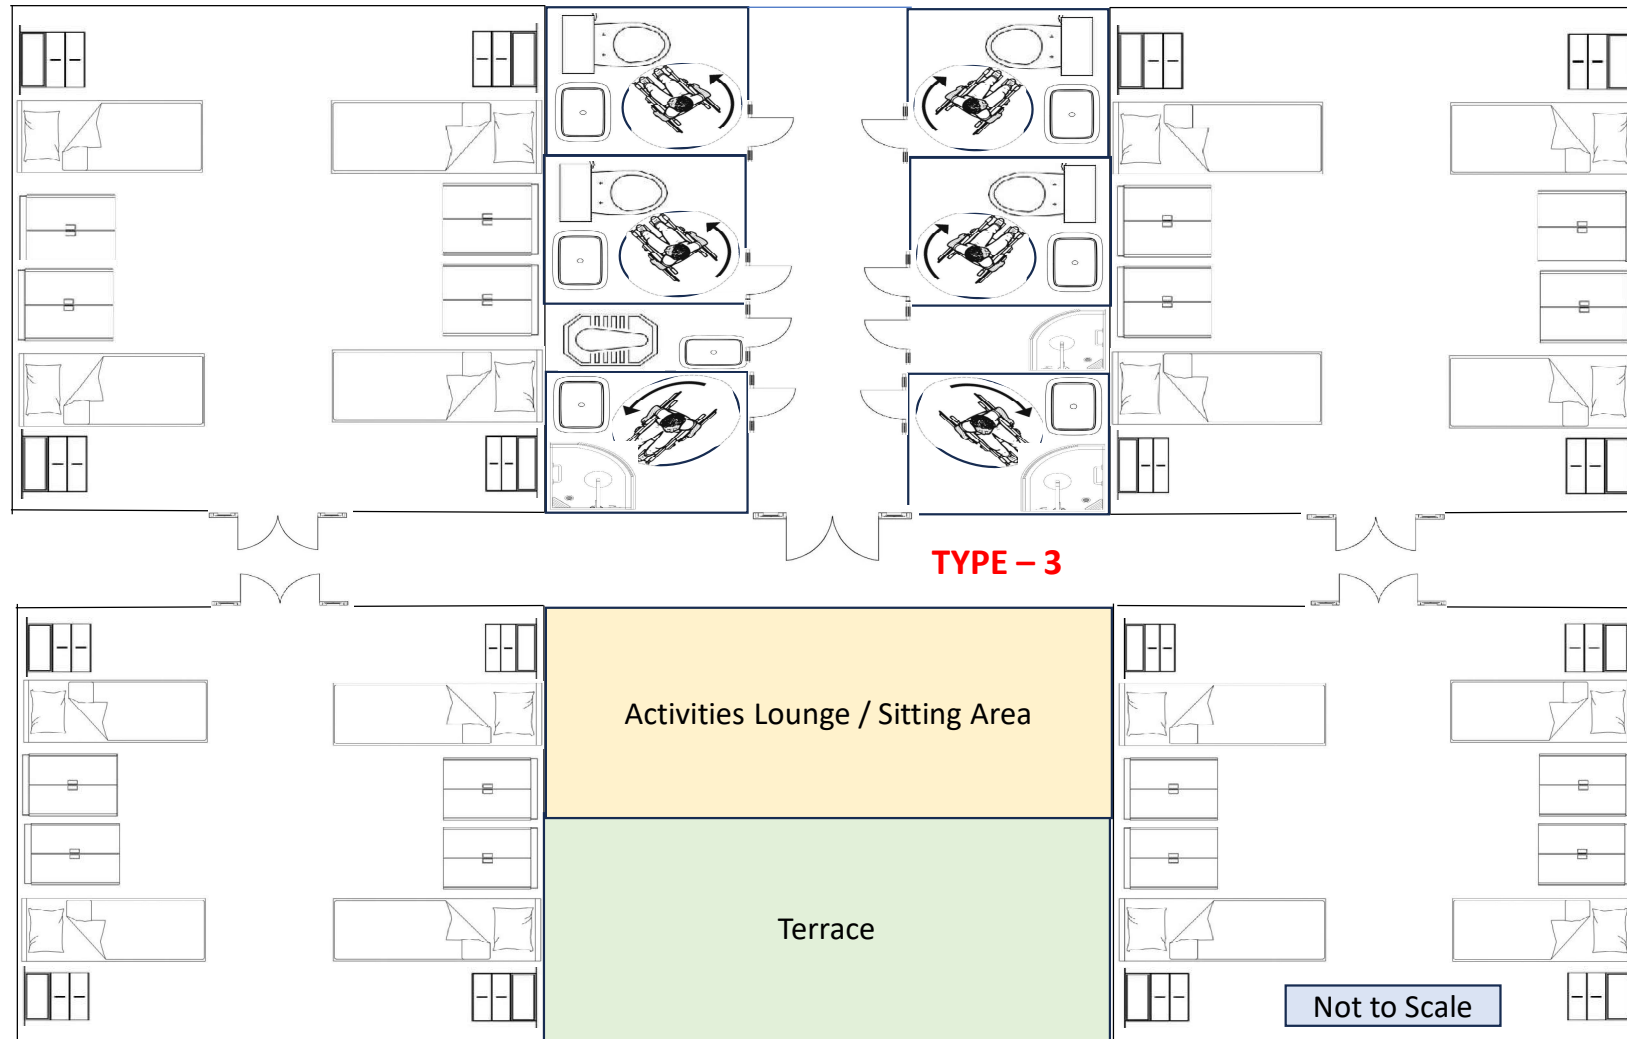 TYPE – 3
Activities Lounge / Sitting Area
Terrace
Not to Scale